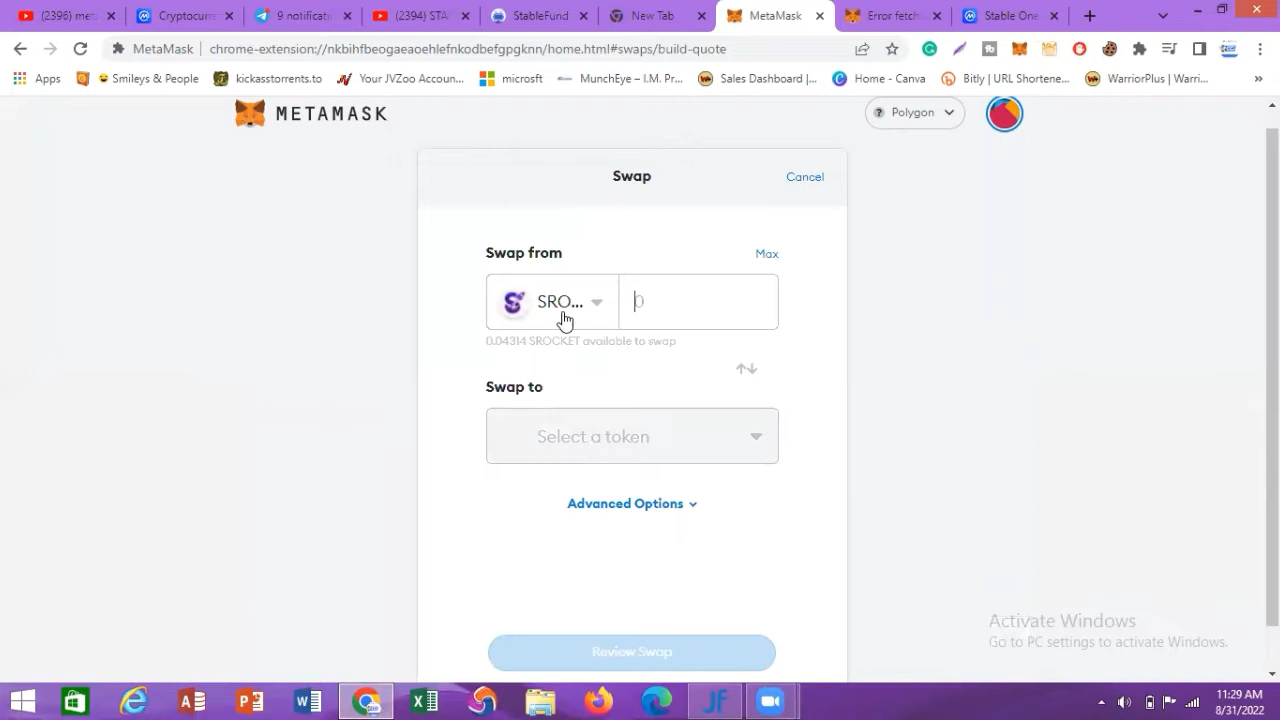 (2396) meta
Cryptocurr
9 notificati
(2394) STA
StableFund
New Tab
MetaMask
Error fetch
Stable One
MetaMask | chrome-extension://nkbihfbeogaeaoehlefnkodbefgpgknn/home.html#swaps/build-quote
Apps
Smileys & People
kickasstorrents.to
Your JVZoo Accoun...
microsft
MunchEye – I.M. Pr...
Sales Dashboard |...
Home - Canva
Bitly | URL Shortene...
WarriorPlus | Warri...
»
METAMASK
? Polygon
Swap
Cancel
Swap from
Max
SRO...
0
0.04314 SROCKET available to swap
Swap to
Select a token
Advanced Options
Review Swap
Activate Windows
Go to PC settings to activate Windows.
11:29 AM
8/31/2022